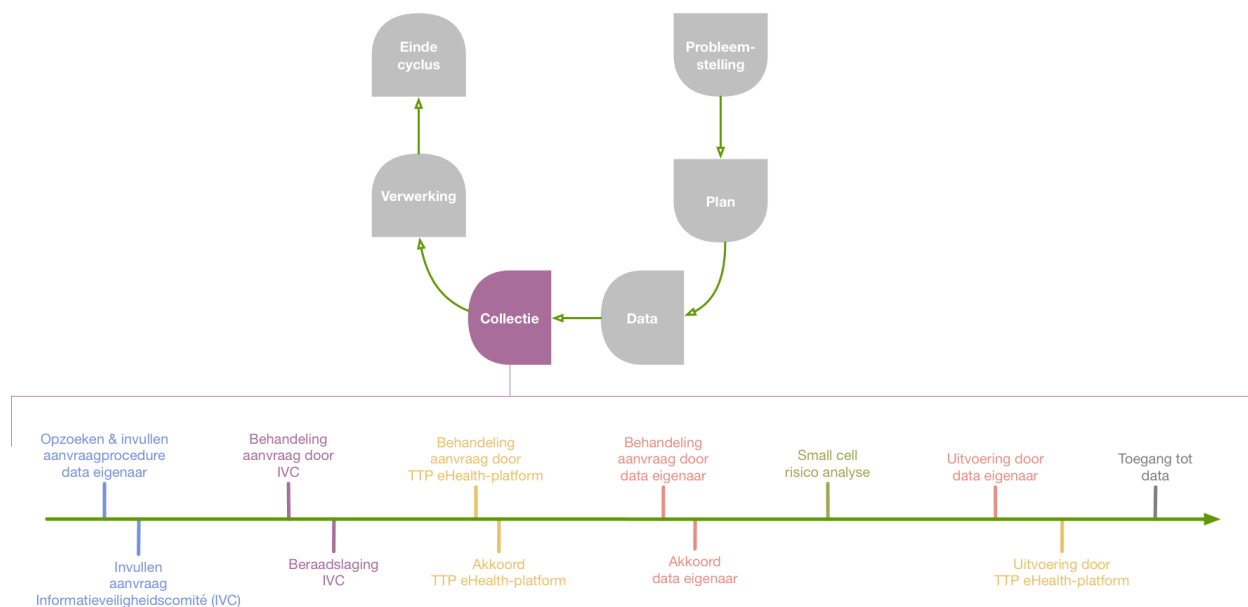 Einde
cyclus
Probleem-
stelling
Verwerking
Plan
Collectie
Data
Opzoeken & invullen
aanvraagprocedure
data eigenaar
Behandeling
aanvraag door
IVC
Behandeling
aanvraag door
TTP eHealth-platform
Behandeling
aanvraag door
data eigenaar
Small cell
risico analyse
Uitvoering door
data eigenaar
Toegang tot
data
Invullen
aanvraag
Informatieveiligheidscomité (IVC)
Beraadslaging
IVC
Akkoord
TTP eHealth-platform
Akkoord
data eigenaar
Uitvoering door
TTP eHealth-platform